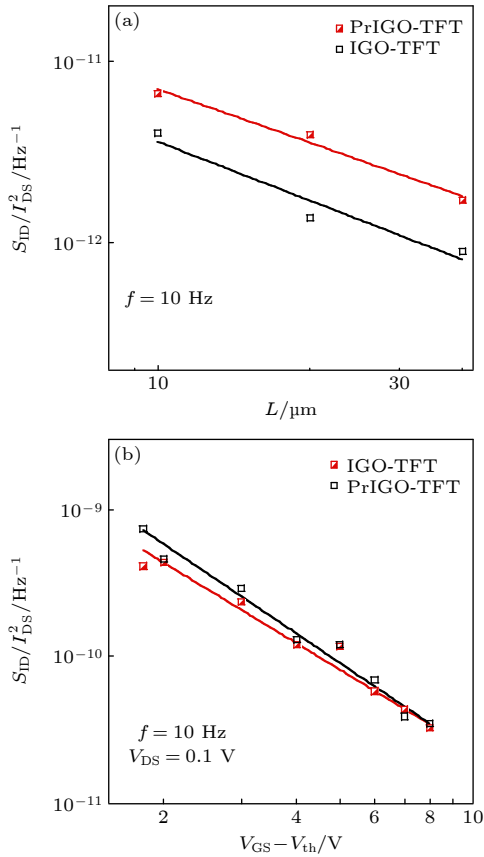 (a)
PrIGO-TFT
IGO-TFT
10⁻¹¹
10⁻¹²
S_ID/I²_DS/Hz⁻¹
f = 10 Hz
10
30
L/μm
(b)
IGO-TFT
PrIGO-TFT
10⁻⁹
10⁻¹⁰
10⁻¹¹
S_ID/I²_DS/Hz⁻¹
f = 10 Hz
V_DS = 0.1 V
2
4
6
8
10
V_GS−V_th/V